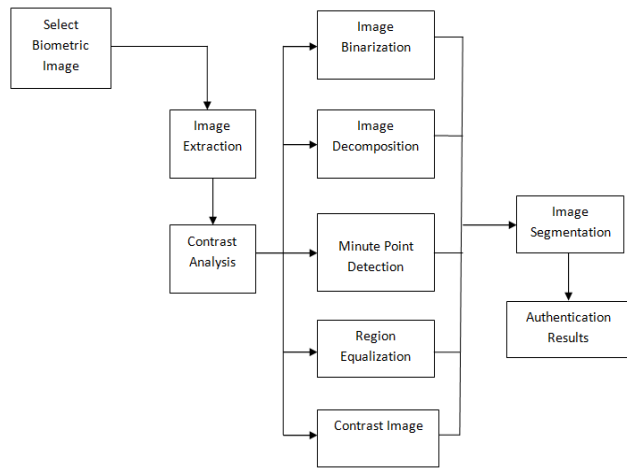 Select
Biometric
Image
Image
Extraction
Contrast
Analysis
Image
Binarization
Image
Decomposition
Minute Point
Detection
Region
Equalization
Contrast Image
Image
Segmentation
Authentication
Results